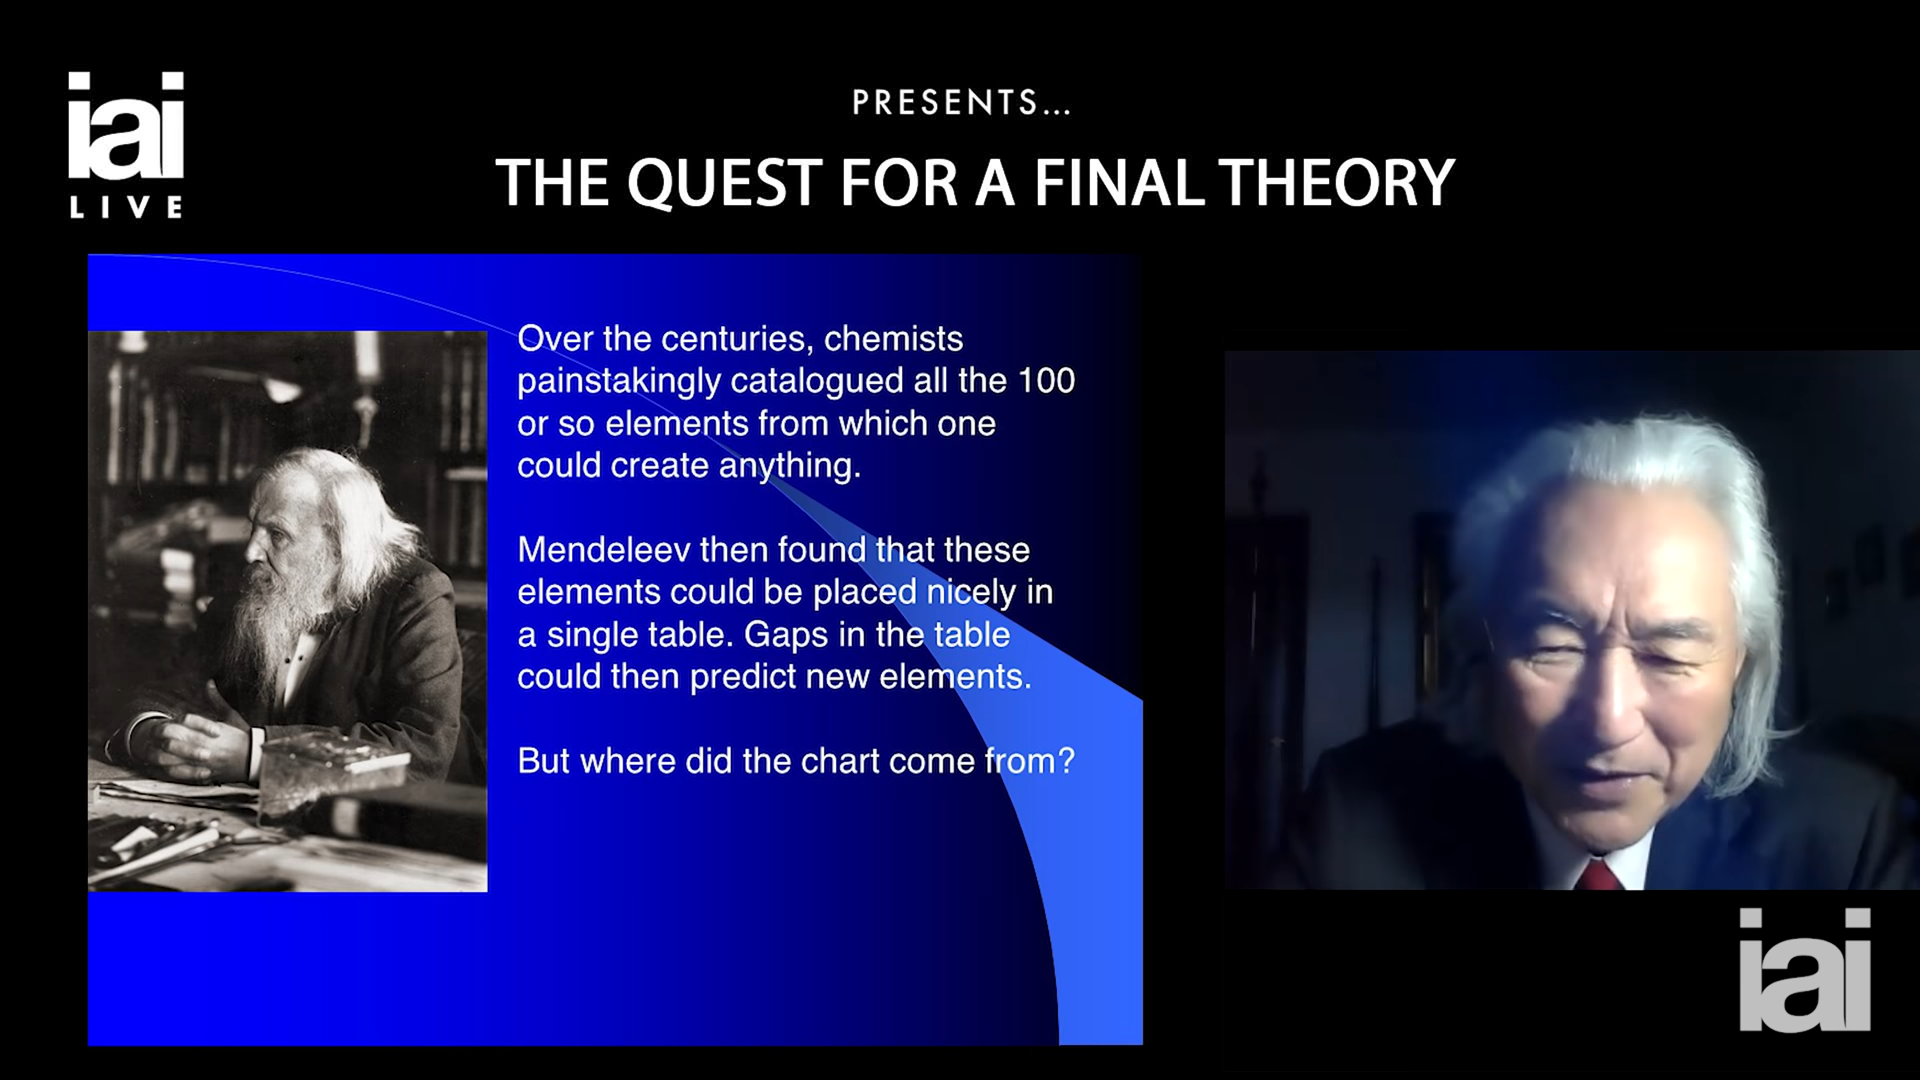 iai
LIVE
PRESENTS...
THE QUEST FOR A FINAL THEORY
Over the centuries, chemists
painstakingly catalogued all the 100
or so elements from which one
could create anything.
Mendeleev then found that these
elements could be placed nicely in
a single table. Gaps in the table
could then predict new elements.
But where did the chart come from?
iai